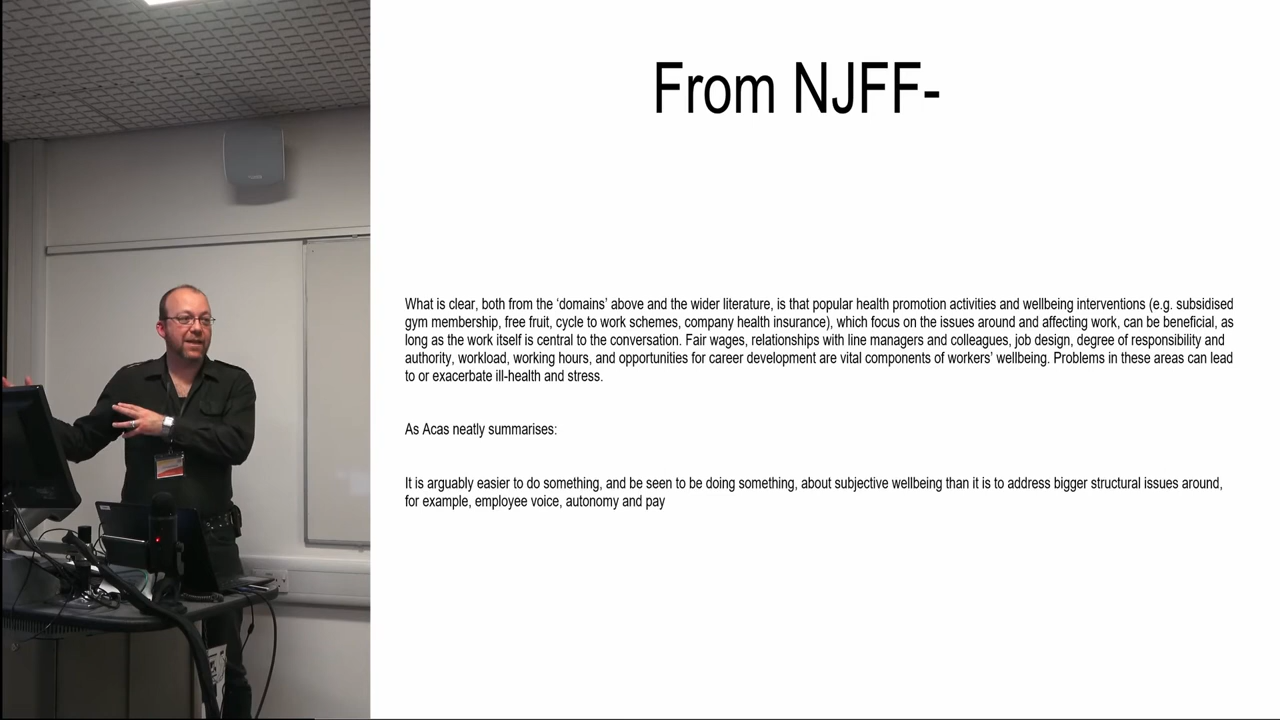 From NJFF-
What is clear, both from the ‘domains’ above and the wider literature, is that popular health promotion activities and wellbeing interventions (e.g. subsidised
gym membership, free fruit, cycle to work schemes, company health insurance), which focus on the issues around and affecting work, can be beneficial, as
long as the work itself is central to the conversation. Fair wages, relationships with line managers and colleagues, job design, degree of responsibility and
authority, workload, working hours, and opportunities for career development are vital components of workers’ wellbeing. Problems in these areas can lead
to or exacerbate ill-health and stress.
As Acas neatly summarises:
It is arguably easier to do something, and be seen to be doing something, about subjective wellbeing than it is to address bigger structural issues around,
for example, employee voice, autonomy and pay